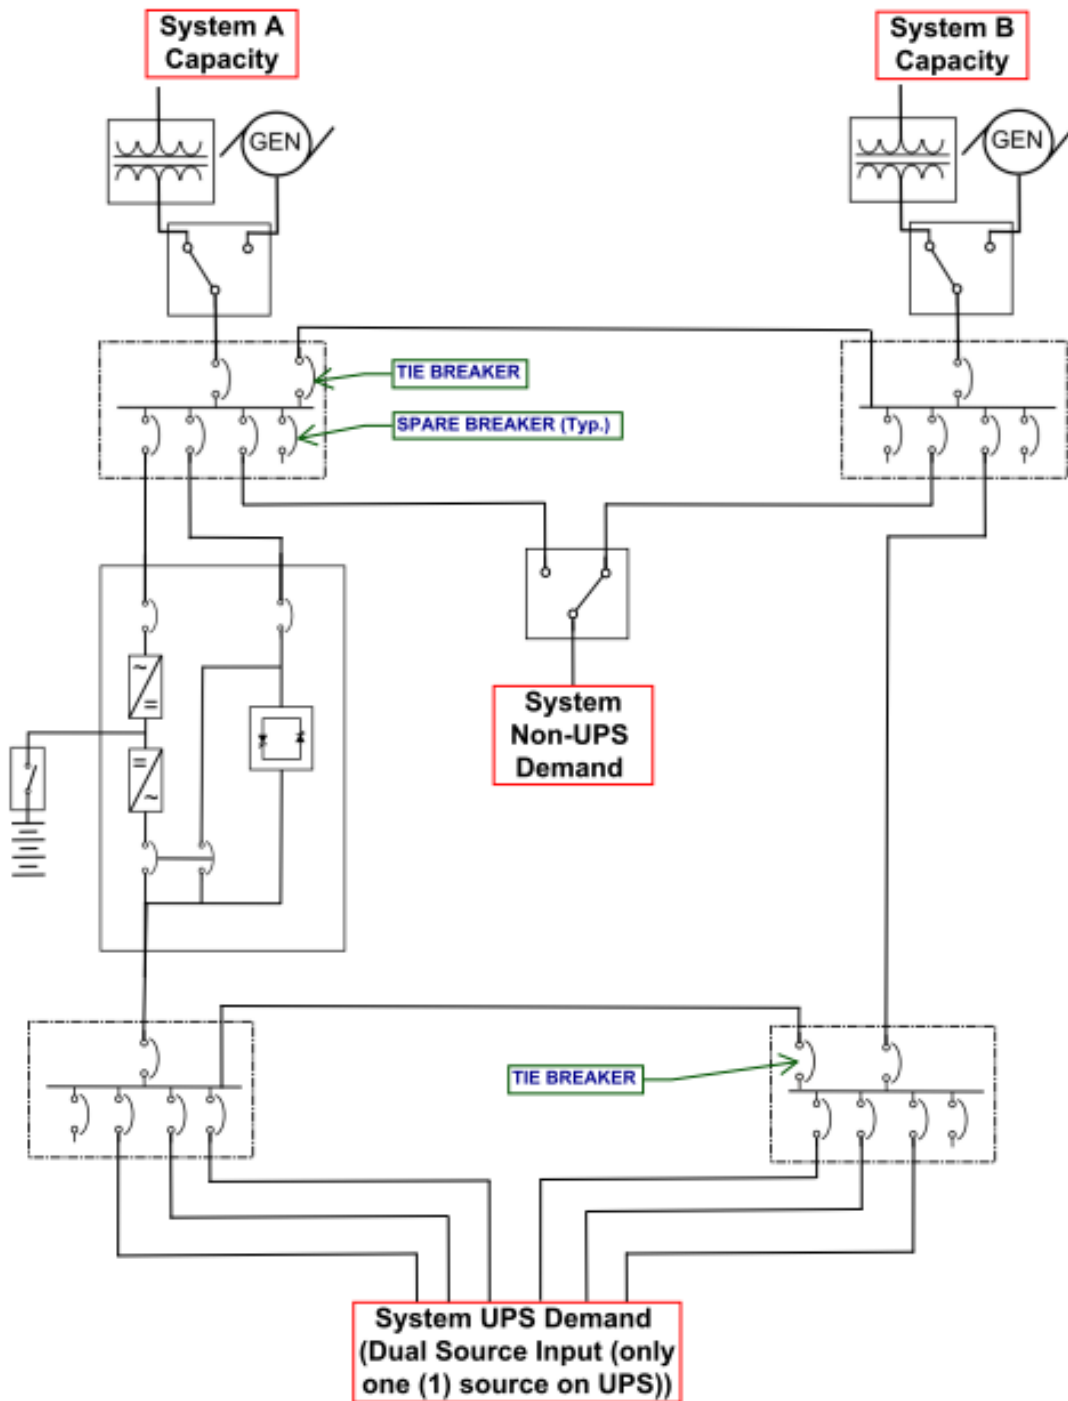 System A
Capacity
System B
Capacity
GEN
GEN
TIE BREAKER
SPARE BREAKER (Typ.)
System
Non-UPS
Demand
TIE BREAKER
System UPS Demand
(Dual Source Input (only
one (1) source on UPS))